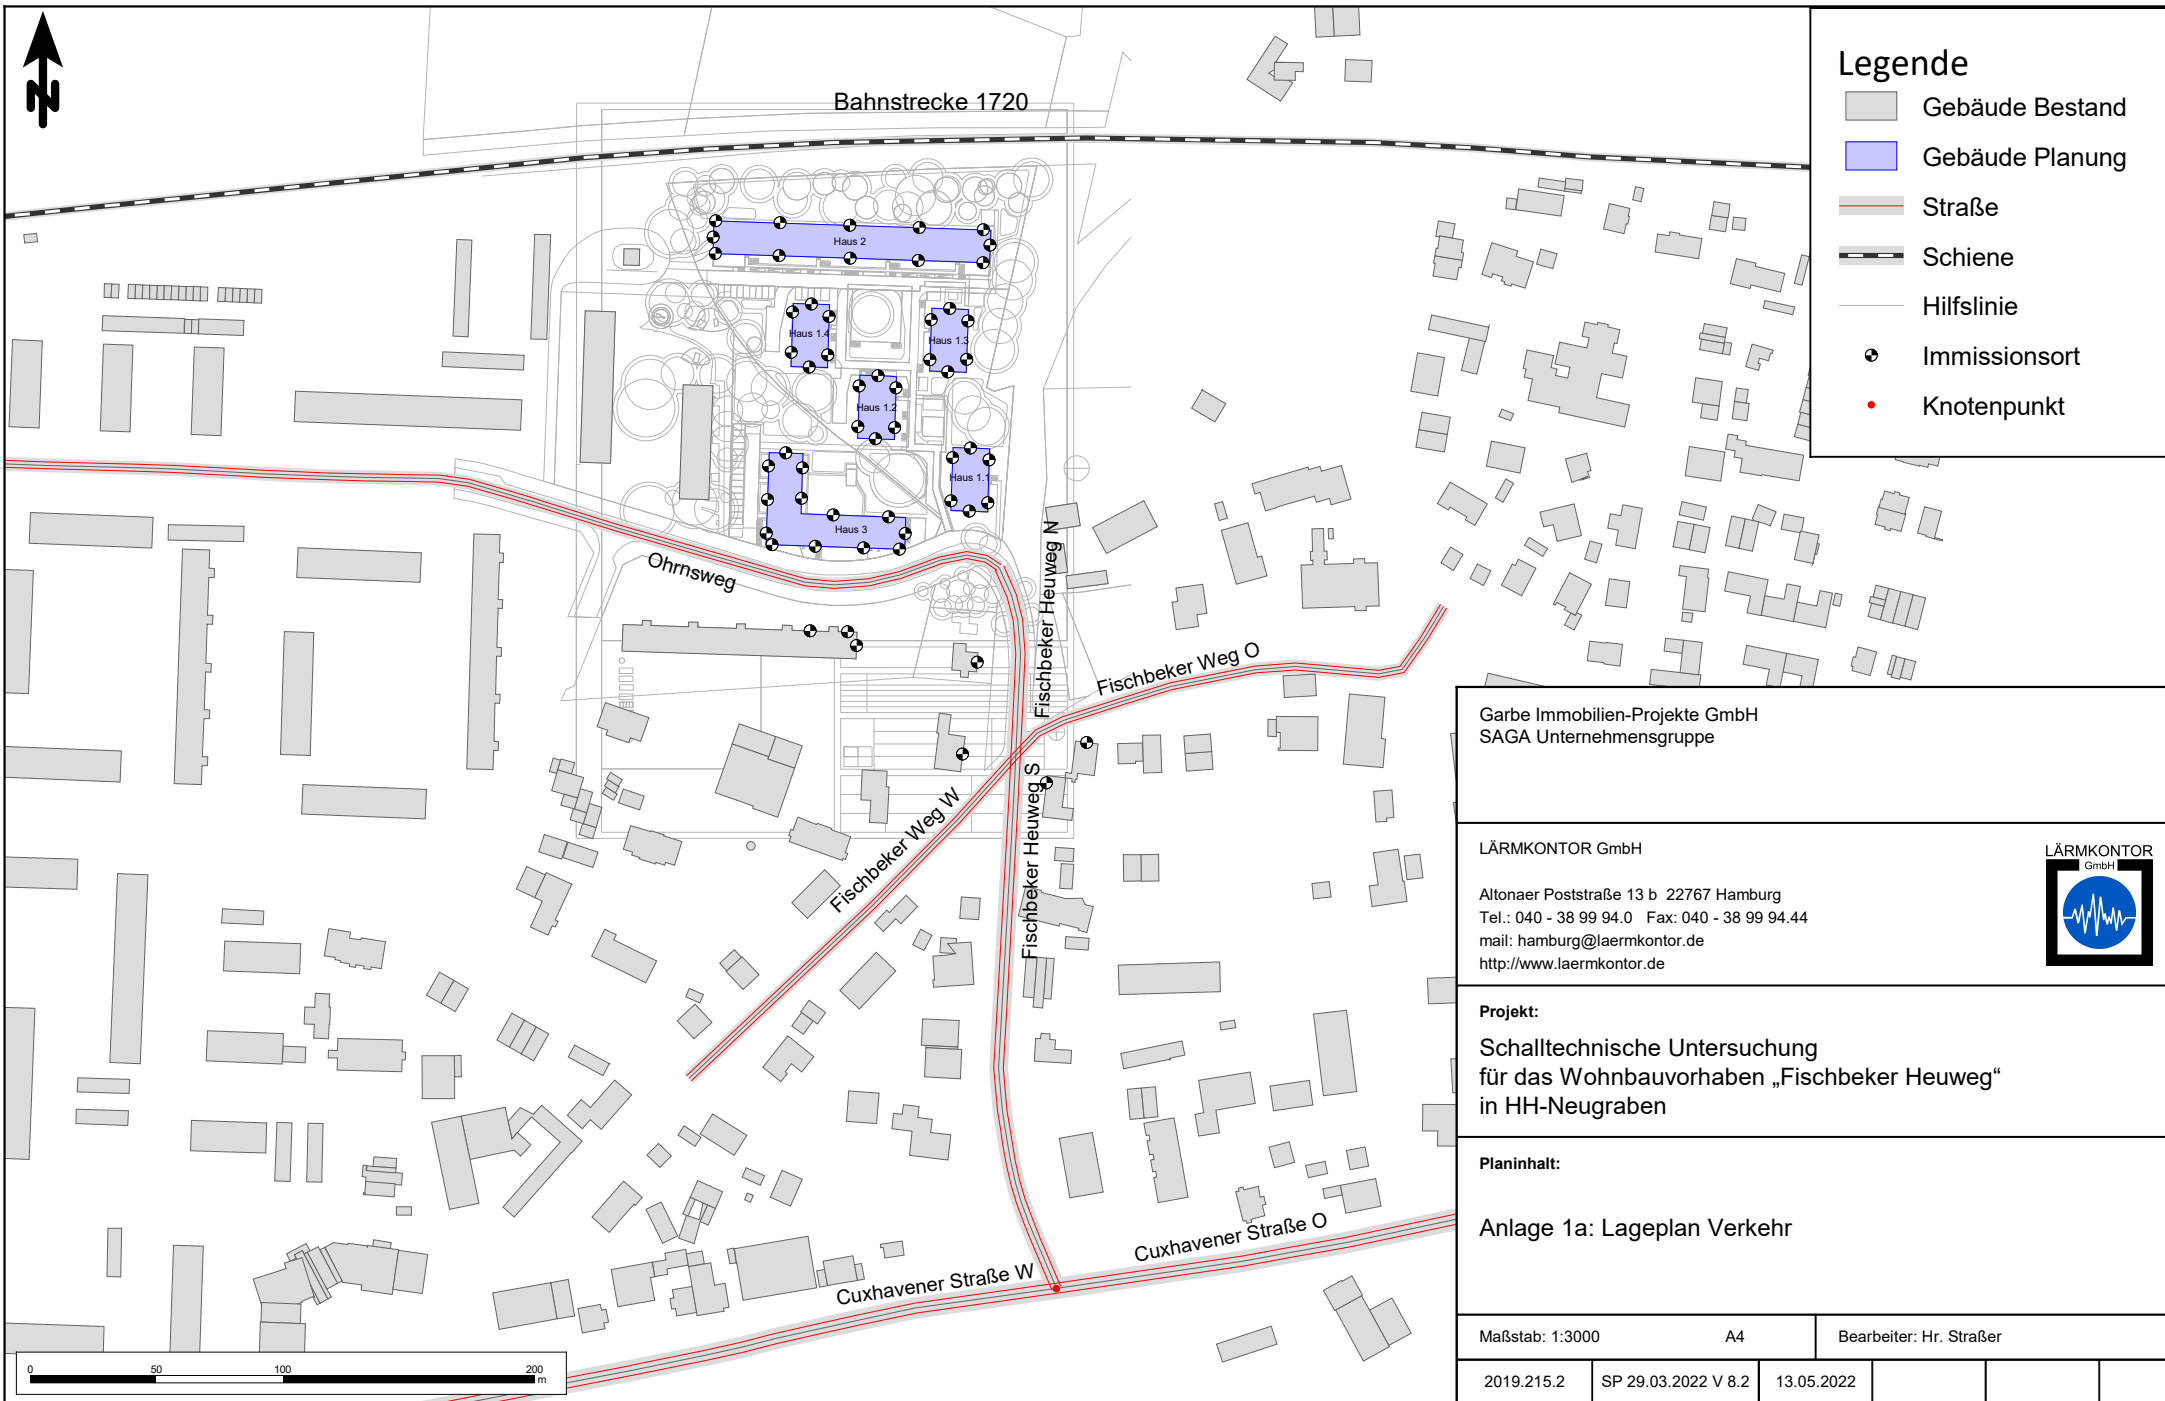 N
Bahnstrecke 1720
Haus 2
Haus 1.4
Haus 1.3
Haus 1.2
Haus 1.1
Haus 3
Ohrnsweg
Fischbeker Heuweg N
Fischbeker Weg O
Fischbeker Weg W
Fischbeker Heuweg S
Cuxhavener Straße W
Cuxhavener Straße O
0 50 100 200
m
Legende
Gebäude Bestand
Gebäude Planung
Straße
Schiene
Hilfslinie
Immissionsort
Knotenpunkt
Garbe Immobilien-Projekte GmbH
SAGA Unternehmensgruppe
LÄRMKONTOR GmbH
Altonaer Poststraße 13 b 22767 Hamburg
Tel.: 040 - 38 99 94.0 Fax: 040 - 38 99 94.44
mail: hamburg@laermkontor.de
http://www.laermkontor.de
LÄRMKONTOR
GmbH
Projekt:
Schalltechnische Untersuchung
für das Wohnbauvorhaben „Fischbeker Heuweg“
in HH-Neugraben
Planinhalt:
Anlage 1a: Lageplan Verkehr
Maßstab: 1:3000 A4 Bearbeiter: Hr. Straßer
2019.215.2 SP 29.03.2022 V 8.2 13.05.2022